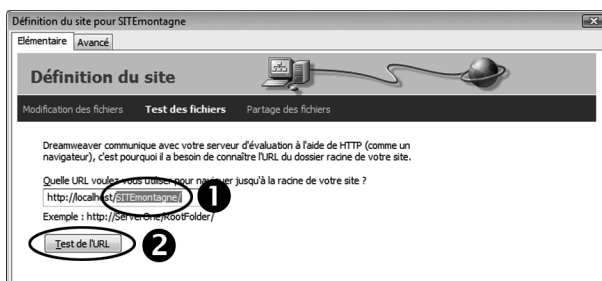 Définition du site pour SITEmontagne
Elémentaire Avancé
Définition du site
Modification des fichiers Test des fichiers Partage des fichiers
Dreamweaver communique avec votre serveur d'évaluation à l'aide de HTTP (comme un
navigateur), c'est pourquoi il a besoin de connaître l'URL du dossier racine de votre site.
Quelle URL voulez-vous utiliser pour naviguer jusqu'à la racine de votre site ?
http://localhost/SITEmontagne/
1
Exemple : http://ServerOne/RootFolder/
Test de l'URL
2